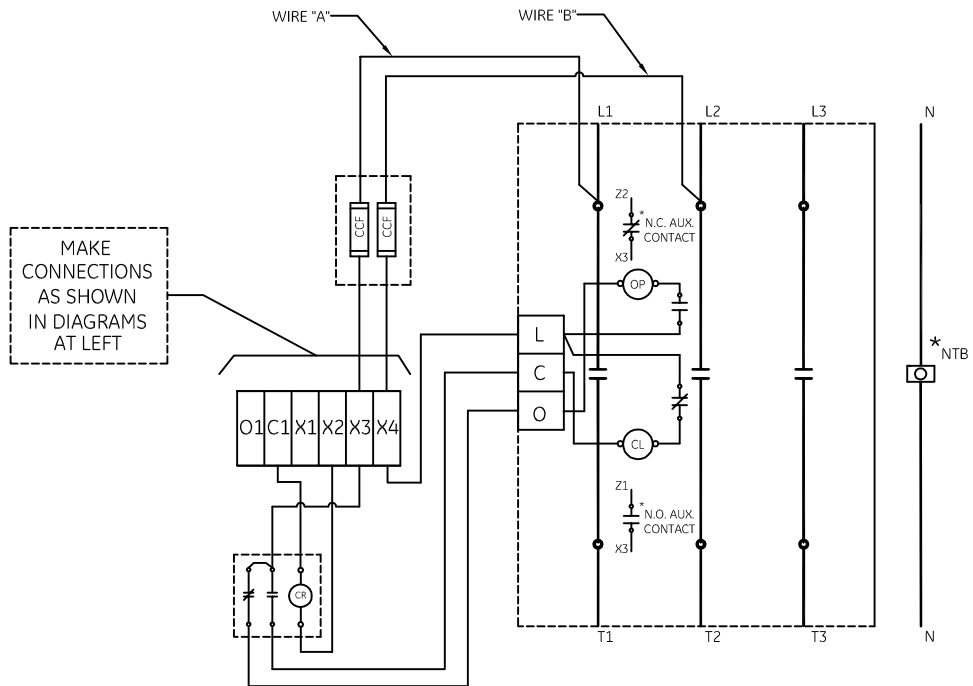 WIRE "A"
WIRE "B"
L1
L2
L3
N
Z2
* N.C. AUX.
CONTACT
X3
CCF
CCF
MAKE
CONNECTIONS
AS SHOWN
IN DIAGRAMS
AT LEFT
OP
L
C
O
* NTB
O1 C1 X1 X2 X3 X4
CL
Z1
* N.O. AUX.
CONTACT
X3
CR
T1
T2
T3
N